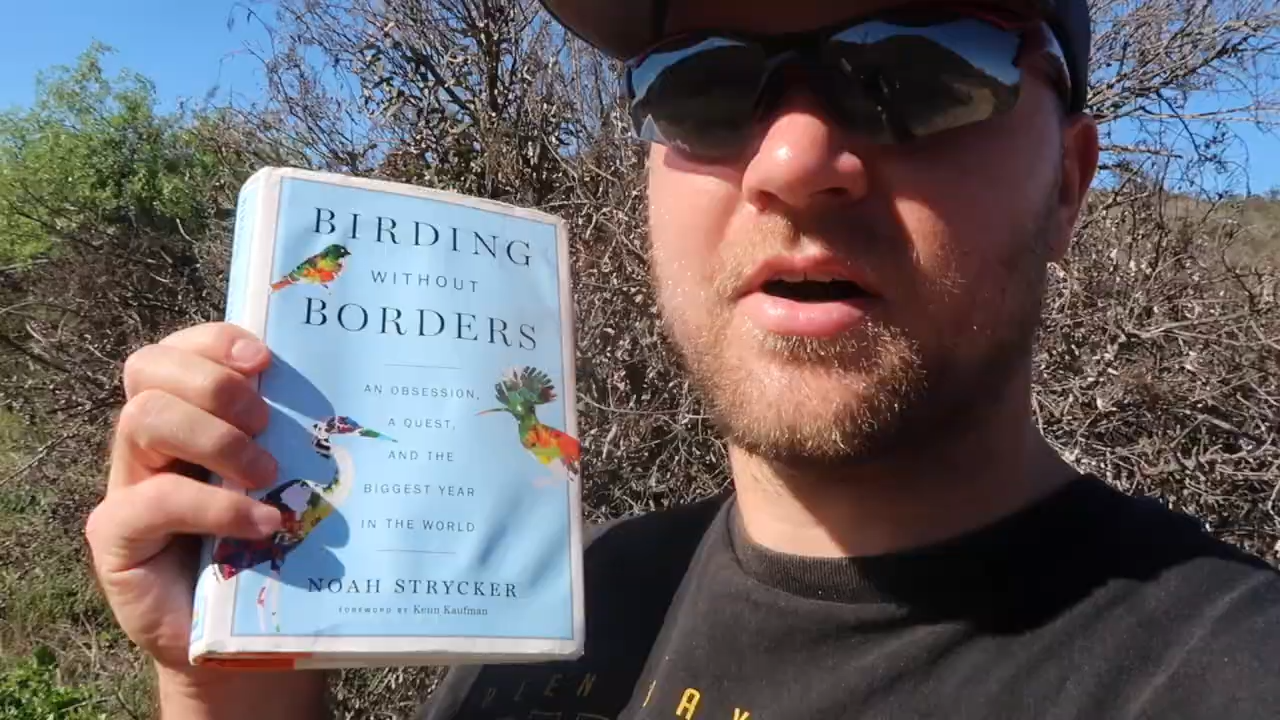 BIRDING
WITHOUT
BORDERS
AN OBSESSION,
A QUEST,
AND THE
BIGGEST YEAR
IN THE WORLD
NOAH STRYCKER
FOREWORD BY Kenn Kaufman